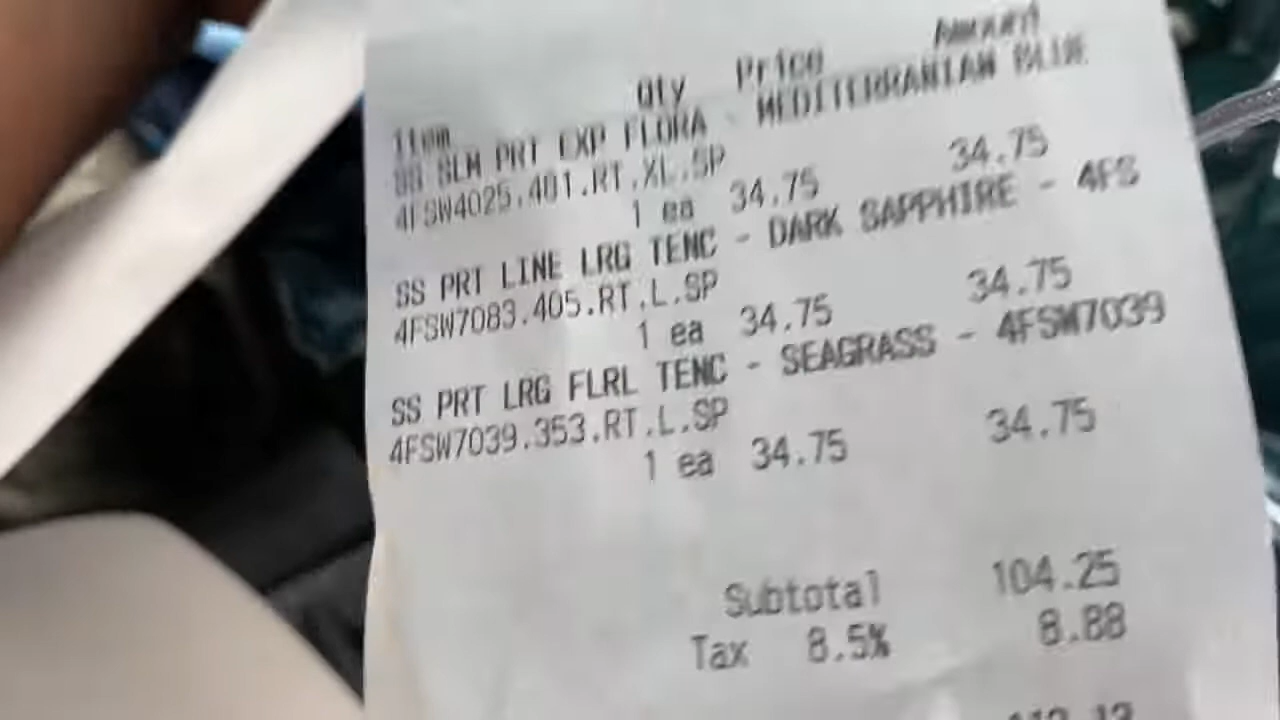 Item Qty Price Amount
SS SLM PRT EXP FLORA - MEDITERRANIAN BLUE
4FSW4025.401.RT.XL.SP
1 ea 34.75 34.75
SS PRT LINE LRG TENC - DARK SAPPHIRE - 4FS
4FSW7083.405.RT.L.SP
1 ea 34.75 34.75
SS PRT LRG FLRL TENC - SEAGRASS - 4FSW7039
4FSW7039.353.RT.L.SP
1 ea 34.75 34.75
Subtotal 104.25
Tax 8.5% 8.88